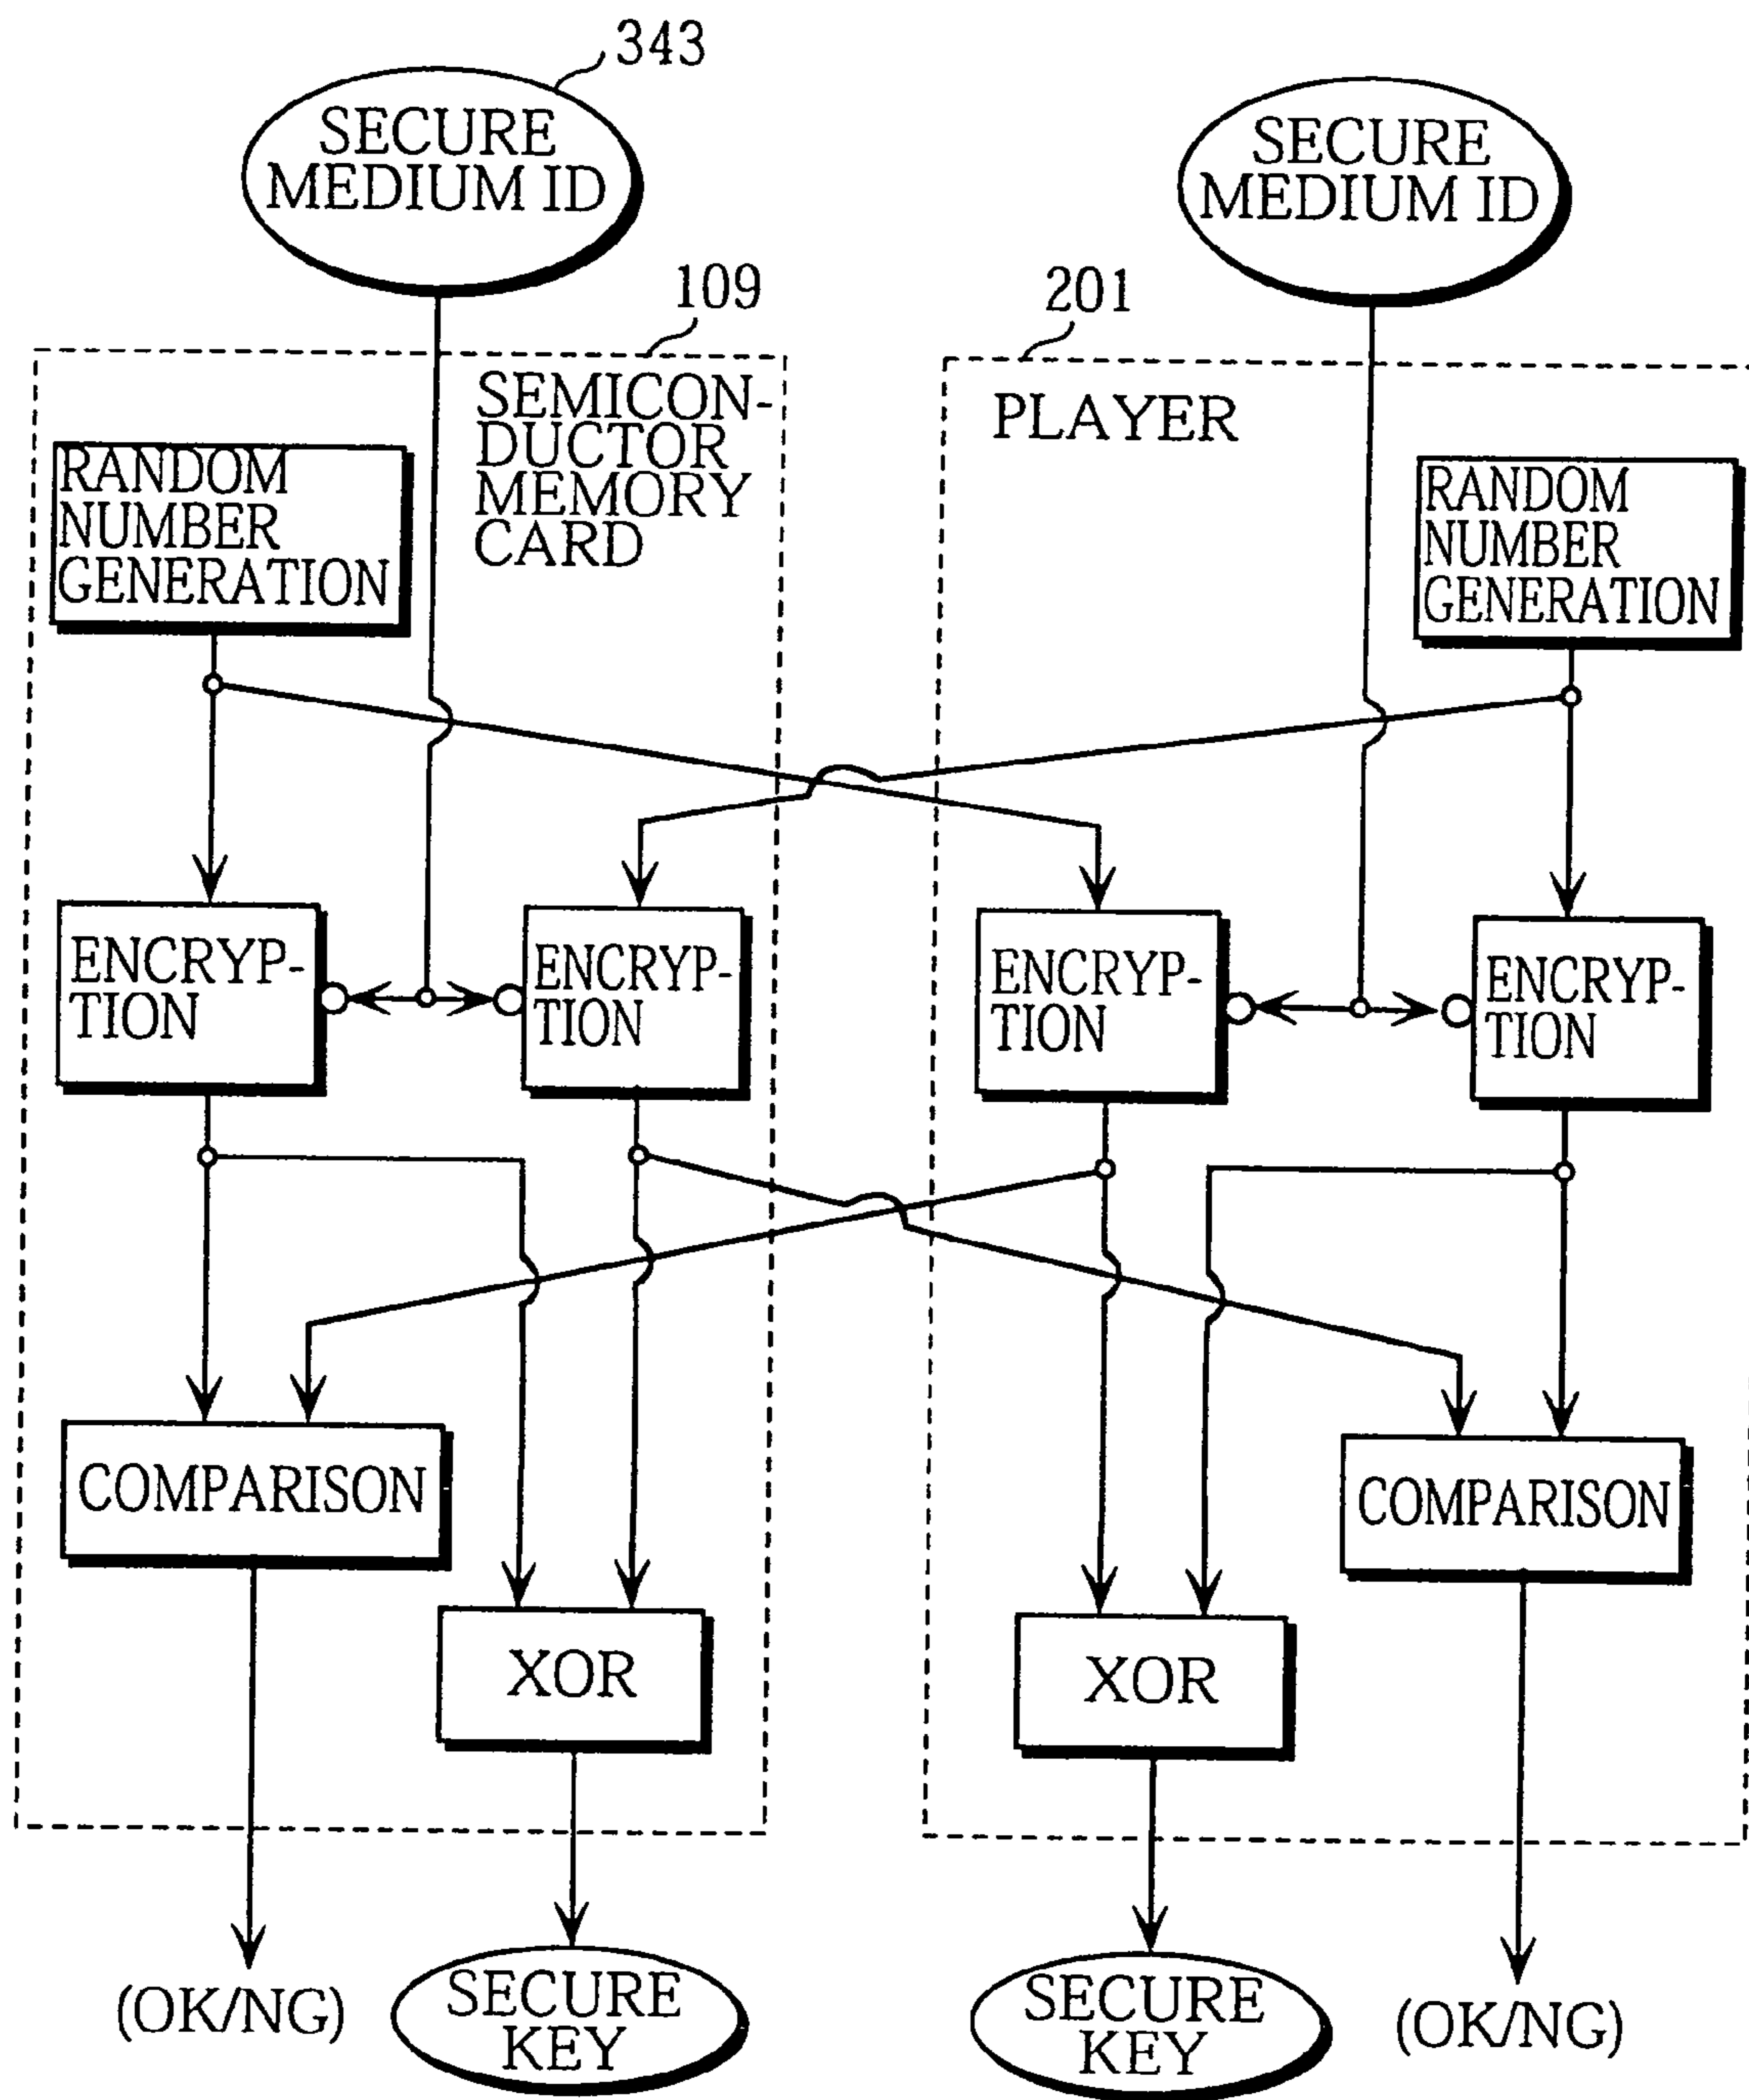 343
SECURE
MEDIUM ID
SECURE
MEDIUM ID
109
201
SEMICON-
DUCTOR
MEMORY
CARD
PLAYER
RANDOM
NUMBER
GENERATION
RANDOM
NUMBER
GENERATION
ENCRYP-
TION
ENCRYP-
TION
ENCRYP-
TION
ENCRYP-
TION
COMPARISON
COMPARISON
XOR
XOR
(OK/NG)
SECURE
KEY
SECURE
KEY
(OK/NG)